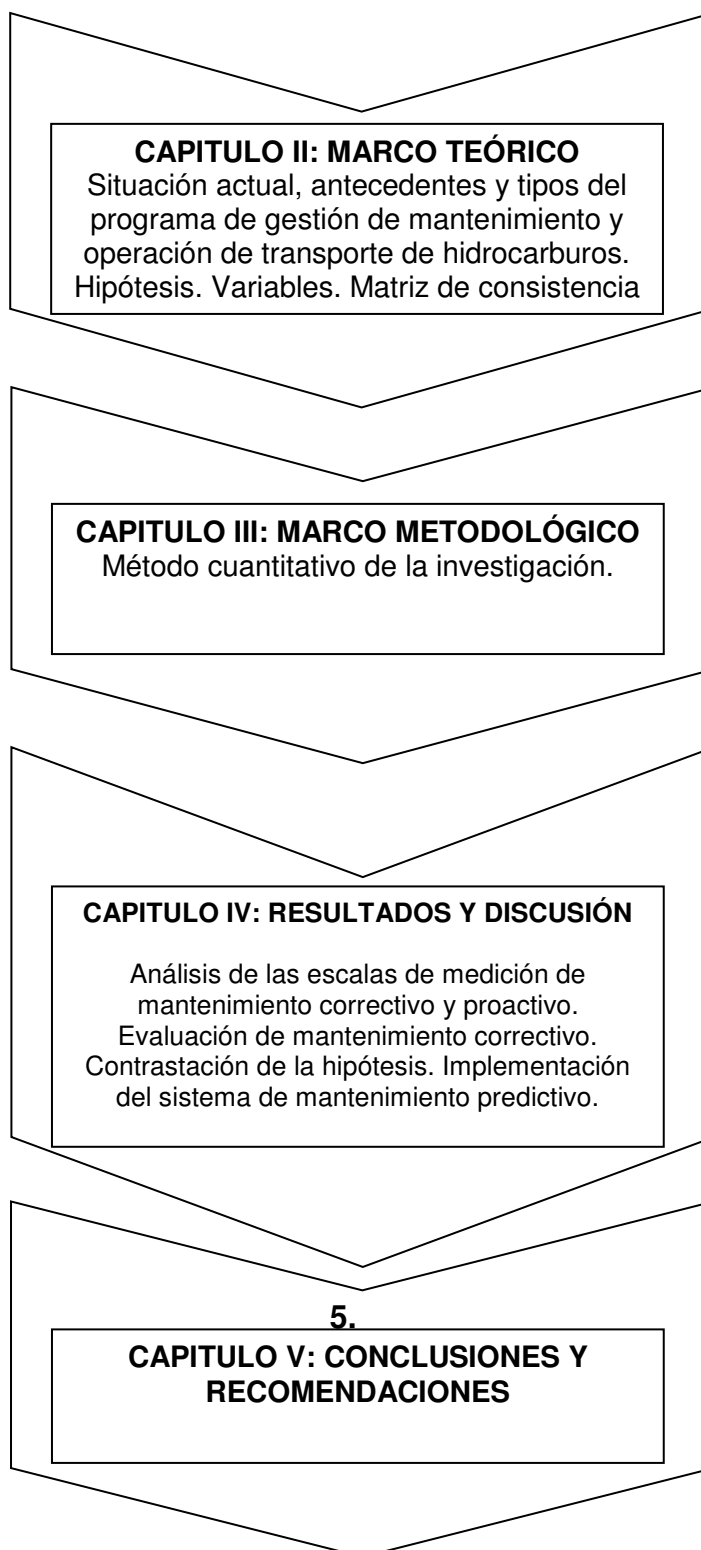 CAPITULO II: MARCO TEÓRICO
Situación actual, antecedentes y tipos del
programa de gestión de mantenimiento y
operación de transporte de hidrocarburos.
Hipótesis. Variables. Matriz de consistencia
CAPITULO III: MARCO METODOLÓGICO
Método cuantitativo de la investigación.
CAPITULO IV: RESULTADOS Y DISCUSIÓN
Análisis de las escalas de medición de
mantenimiento correctivo y proactivo.
Evaluación de mantenimiento correctivo.
Contrastación de la hipótesis. Implementación
del sistema de mantenimiento predictivo.
5.
CAPITULO V: CONCLUSIONES Y
RECOMENDACIONES